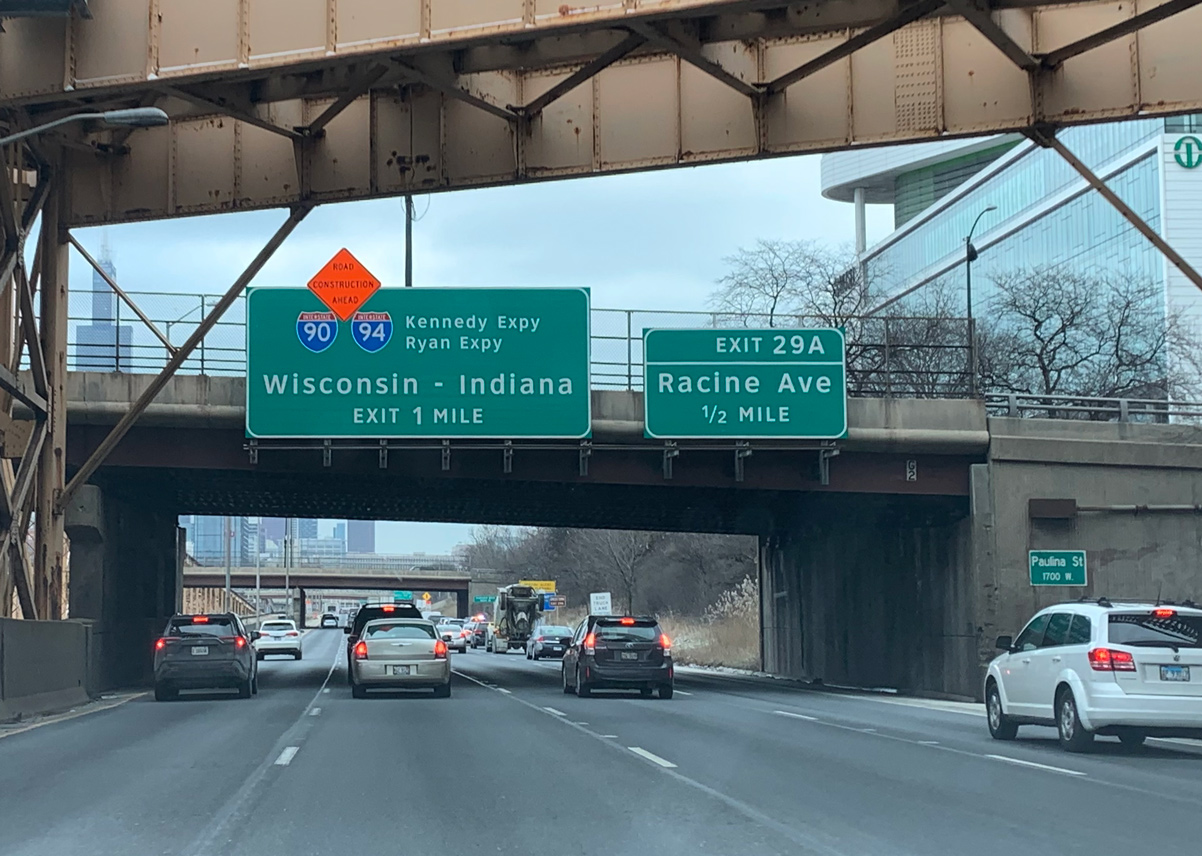 ROAD
CONSTRUCTION
AHEAD
INTERSTATE
90
INTERSTATE
94
Kennedy Expy
Ryan Expy
Wisconsin - Indiana
EXIT 1 MILE
EXIT 29A
Racine Ave
1/2 MILE
Paulina St
1700 W.